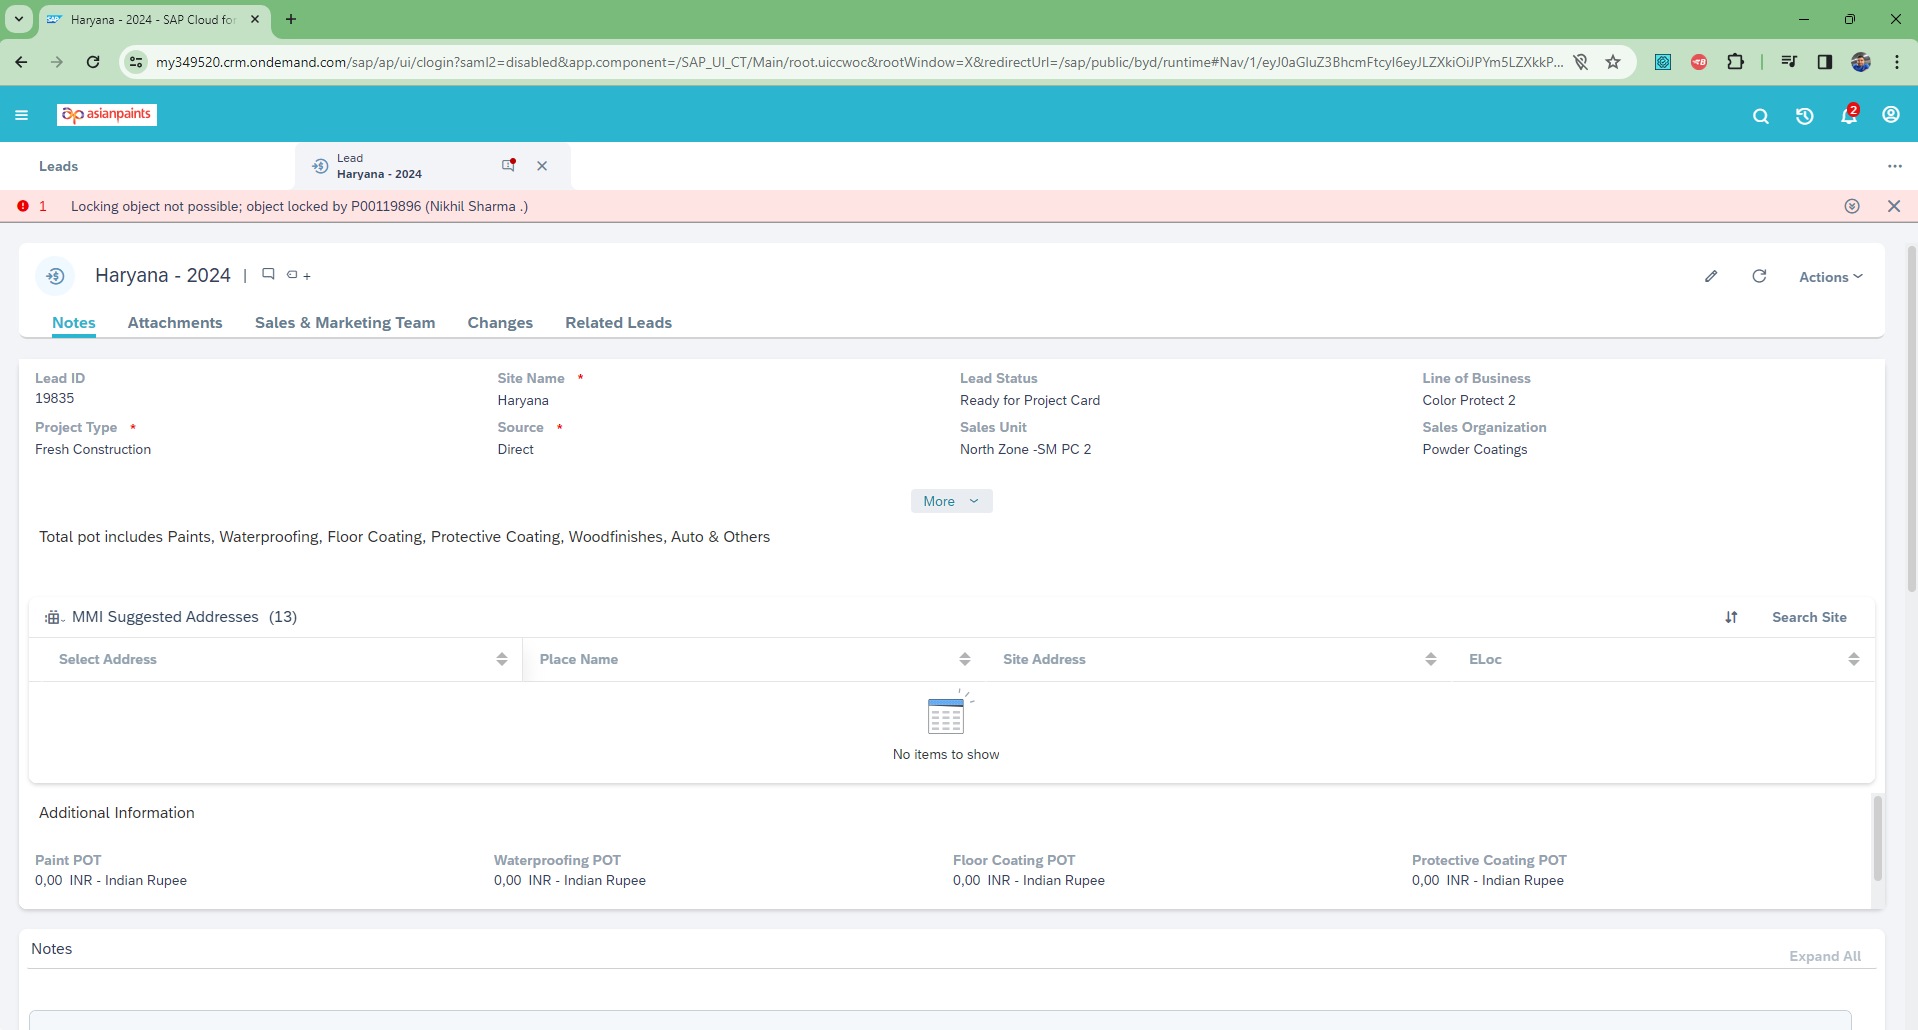 Haryana - 2024 - SAP Cloud for
my349520.crm.ondemand.com/sap/ap/ui/clogin?saml2=disabled&app.component=/SAP_UI_CT/Main/root.uiccwoc&rootWindow=X&redirectUrl=/sap/public/byd/runtime#Nav/1/eyJ0aGluZ3BhcmFtcyI6eyJLZXkiOiJPYm5LZXkkP...
asianpaints
2
Leads
Lead
Haryana - 2024
1 Locking object not possible; object locked by P00119896 (Nikhil Sharma .)
Haryana - 2024 | +
Actions
Notes Attachments Sales & Marketing Team Changes Related Leads
Lead ID Site Name * Lead Status Line of Business
19835 Haryana Ready for Project Card Color Protect 2
Project Type * Source * Sales Unit Sales Organization
Fresh Construction Direct North Zone -SM PC 2 Powder Coatings
More
Total pot includes Paints, Waterproofing, Floor Coating, Protective Coating, Woodfinishes, Auto & Others
MMI Suggested Addresses (13) Search Site
Select Address Place Name Site Address ELoc
No items to show
Additional Information
Paint POT Waterproofing POT Floor Coating POT Protective Coating POT
0,00 INR - Indian Rupee 0,00 INR - Indian Rupee 0,00 INR - Indian Rupee 0,00 INR - Indian Rupee
Notes
Expand All